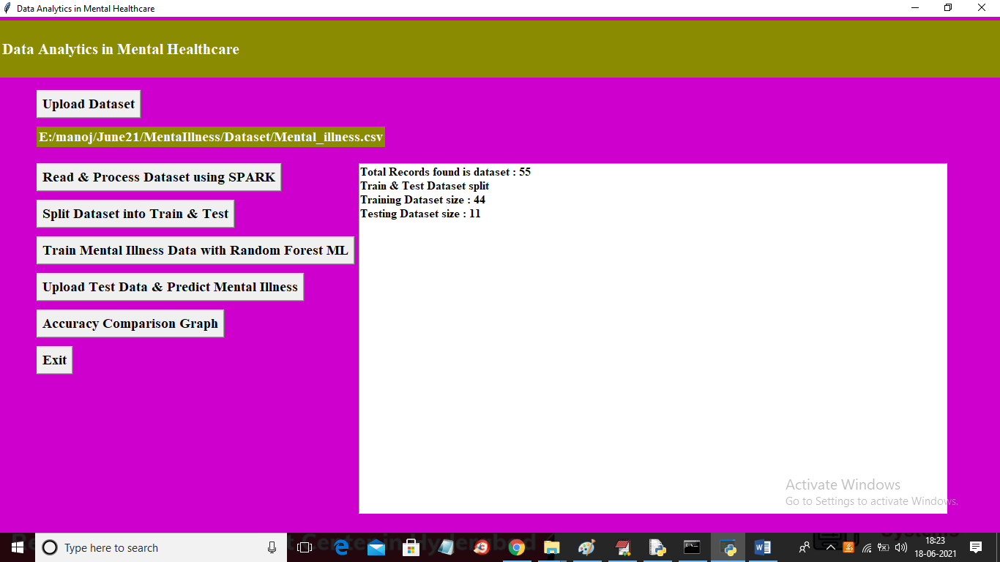 Data Analytics in Mental Healthcare
Data Analytics in Mental Healthcare
Upload Dataset
E:/manoj/June21/MentaIllness/Dataset/Mental_illness.csv
Read & Process Dataset using SPARK
Split Dataset into Train & Test
Train Mental Illness Data with Random Forest ML
Upload Test Data & Predict Mental Illness
Accuracy Comparison Graph
Exit
Total Records found is dataset : 55
Train & Test Dataset split
Training Dataset size : 44
Testing Dataset size : 11
Activate Windows
Go to Settings to activate Windows.
Type here to search
18:23
18-06-2021